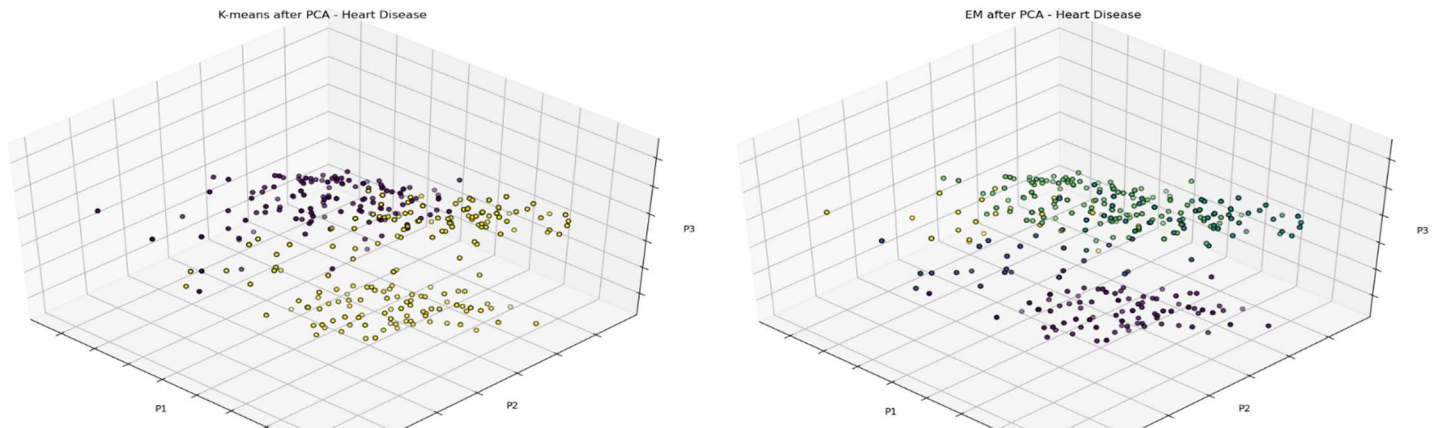 K-means after PCA - Heart Disease
EM after PCA - Heart Disease
P3
P3
P1
P2
P1
P2